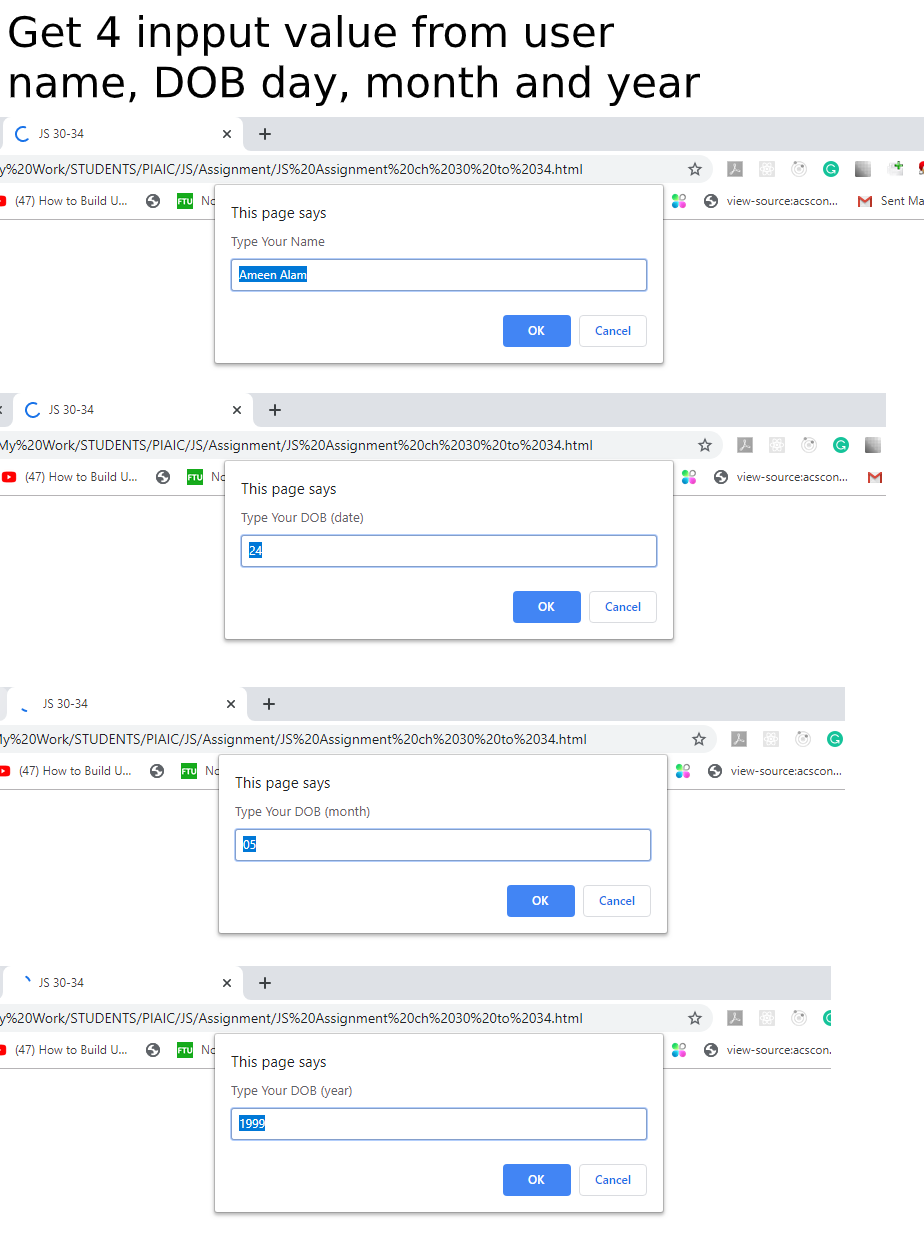 Get 4 inpput value from user
name, DOB day, month and year
JS 30-34
y%20Work/STUDENTS/PIAIC/JS/Assignment/JS%20Assignment%20ch%2030%20to%2034.html
(47) How to Build U... FTU No view-source:acscon... Sent Ma
This page says
Type Your Name
Ameen Alam
OK Cancel
JS 30-34
My%20Work/STUDENTS/PIAIC/JS/Assignment/JS%20Assignment%20ch%2030%20to%2034.html
(47) How to Build U... FTU No view-source:acscon...
This page says
Type Your DOB (date)
24
OK Cancel
JS 30-34
y%20Work/STUDENTS/PIAIC/JS/Assignment/JS%20Assignment%20ch%2030%20to%2034.html
(47) How to Build U... FTU No view-source:acscon...
This page says
Type Your DOB (month)
05
OK Cancel
JS 30-34
y%20Work/STUDENTS/PIAIC/JS/Assignment/JS%20Assignment%20ch%2030%20to%2034.html
(47) How to Build U... FTU No view-source:acscon.
This page says
Type Your DOB (year)
1999
OK Cancel